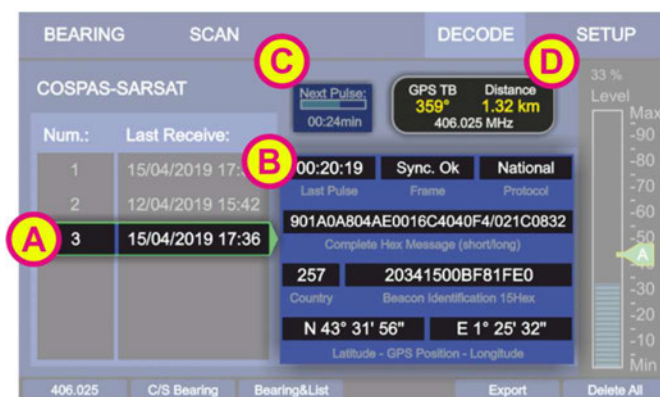 BEARING SCAN DECODE SETUP
C D
COSPAS-SARSAT
Next Pulse:
00:24min
GPS TB Distance
359° 1.32 km
406.025 MHz
33 %
Level
Max
Num.: Last Receive:
1 15/04/2019 17:
2 12/04/2019 15:42
A 3 15/04/2019 17:36
B 00:20:19 Sync. Ok National
Last Pulse Frame Protocol
901A0A804AE0016C4040F4/021C0832
Complete Hex Message (short/long)
257 20341500BF81FE0
Country Beacon Identification 15Hex
N 43° 31' 56" E 1° 25' 32"
Latitude - GPS Position - Longitude
-90
-80
-70
-60
-50
A
-30
-20
-10
Min
406.025 C/S Bearing Bearing&List Export Delete All